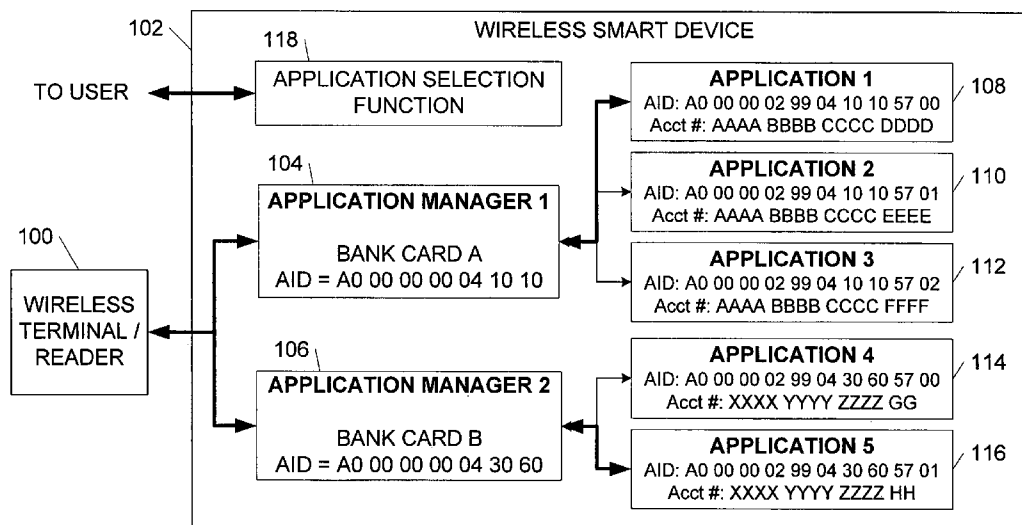 WIRELESS SMART DEVICE
102
118
TO USER
APPLICATION SELECTION
FUNCTION
104
APPLICATION MANAGER 1
BANK CARD A
AID = A0 00 00 00 04 10 10
100
WIRELESS
TERMINAL /
READER
106
APPLICATION MANAGER 2
BANK CARD B
AID = A0 00 00 00 04 30 60
APPLICATION 1
AID: A0 00 00 02 99 04 10 10 57 00
Acct #: AAAA BBBB CCCC DDDD
108
APPLICATION 2
AID: A0 00 00 02 99 04 10 10 57 01
Acct #: AAAA BBBB CCCC EEEE
110
APPLICATION 3
AID: A0 00 00 02 99 04 10 10 57 02
Acct #: AAAA BBBB CCCC FFFF
112
APPLICATION 4
AID: A0 00 00 02 99 04 30 60 57 00
Acct #: XXXX YYYY ZZZZ GG
114
APPLICATION 5
AID: A0 00 00 02 99 04 30 60 57 01
Acct #: XXXX YYYY ZZZZ HH
116